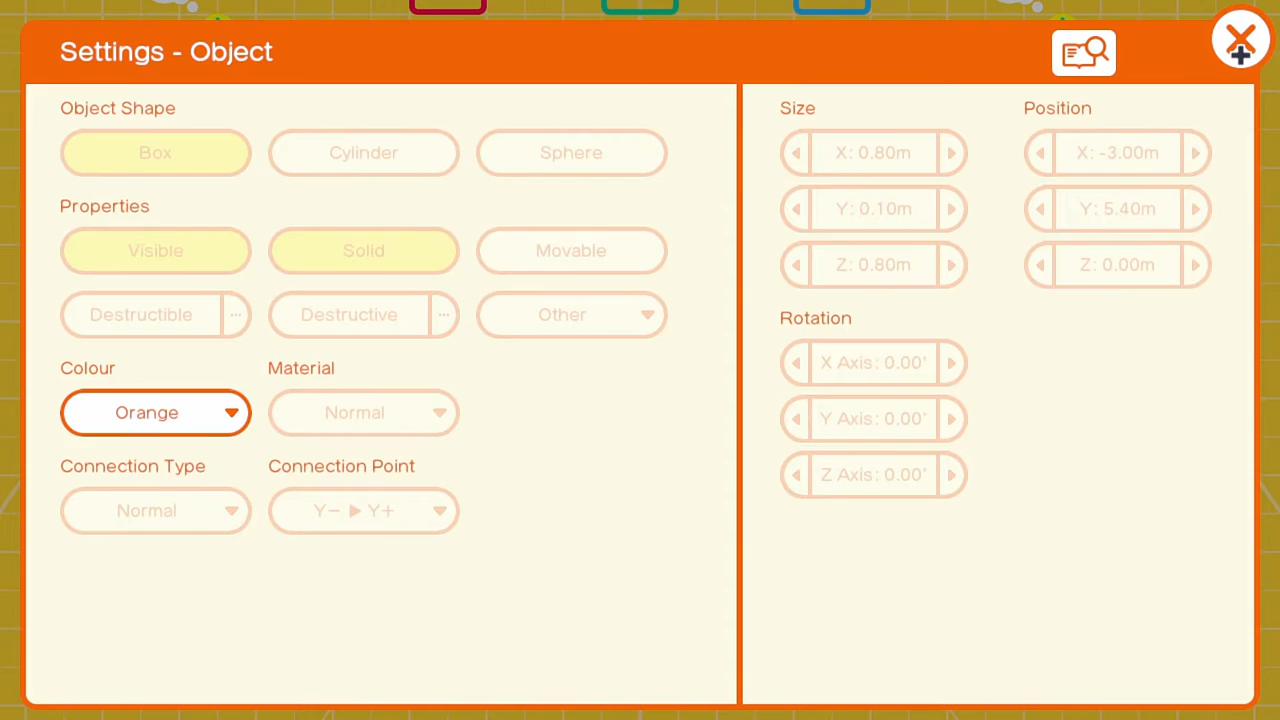 Settings - Object
Object Shape
Box
Cylinder
Sphere
Properties
Visible
Solid
Movable
Destructible
...
Destructive
...
Other
Colour
Material
Orange
Normal
Connection Type
Connection Point
Normal
Y− ▶ Y+
Size
Position
X: 0.80m
X: -3.00m
Y: 0.10m
Y: 5.40m
Z: 0.80m
Z: 0.00m
Rotation
X Axis: 0.00°
Y Axis: 0.00°
Z Axis: 0.00°